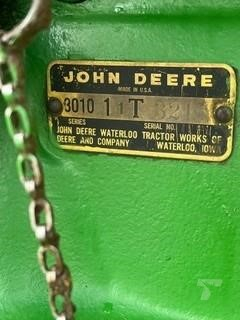 JOHN DEERE
MADE IN U.S.A.
3010 11T
SERIES SERIAL NO.
JOHN DEERE WATERLOO TRACTOR WORKS OF
DEERE AND COMPANY WATERLOO, IOWA